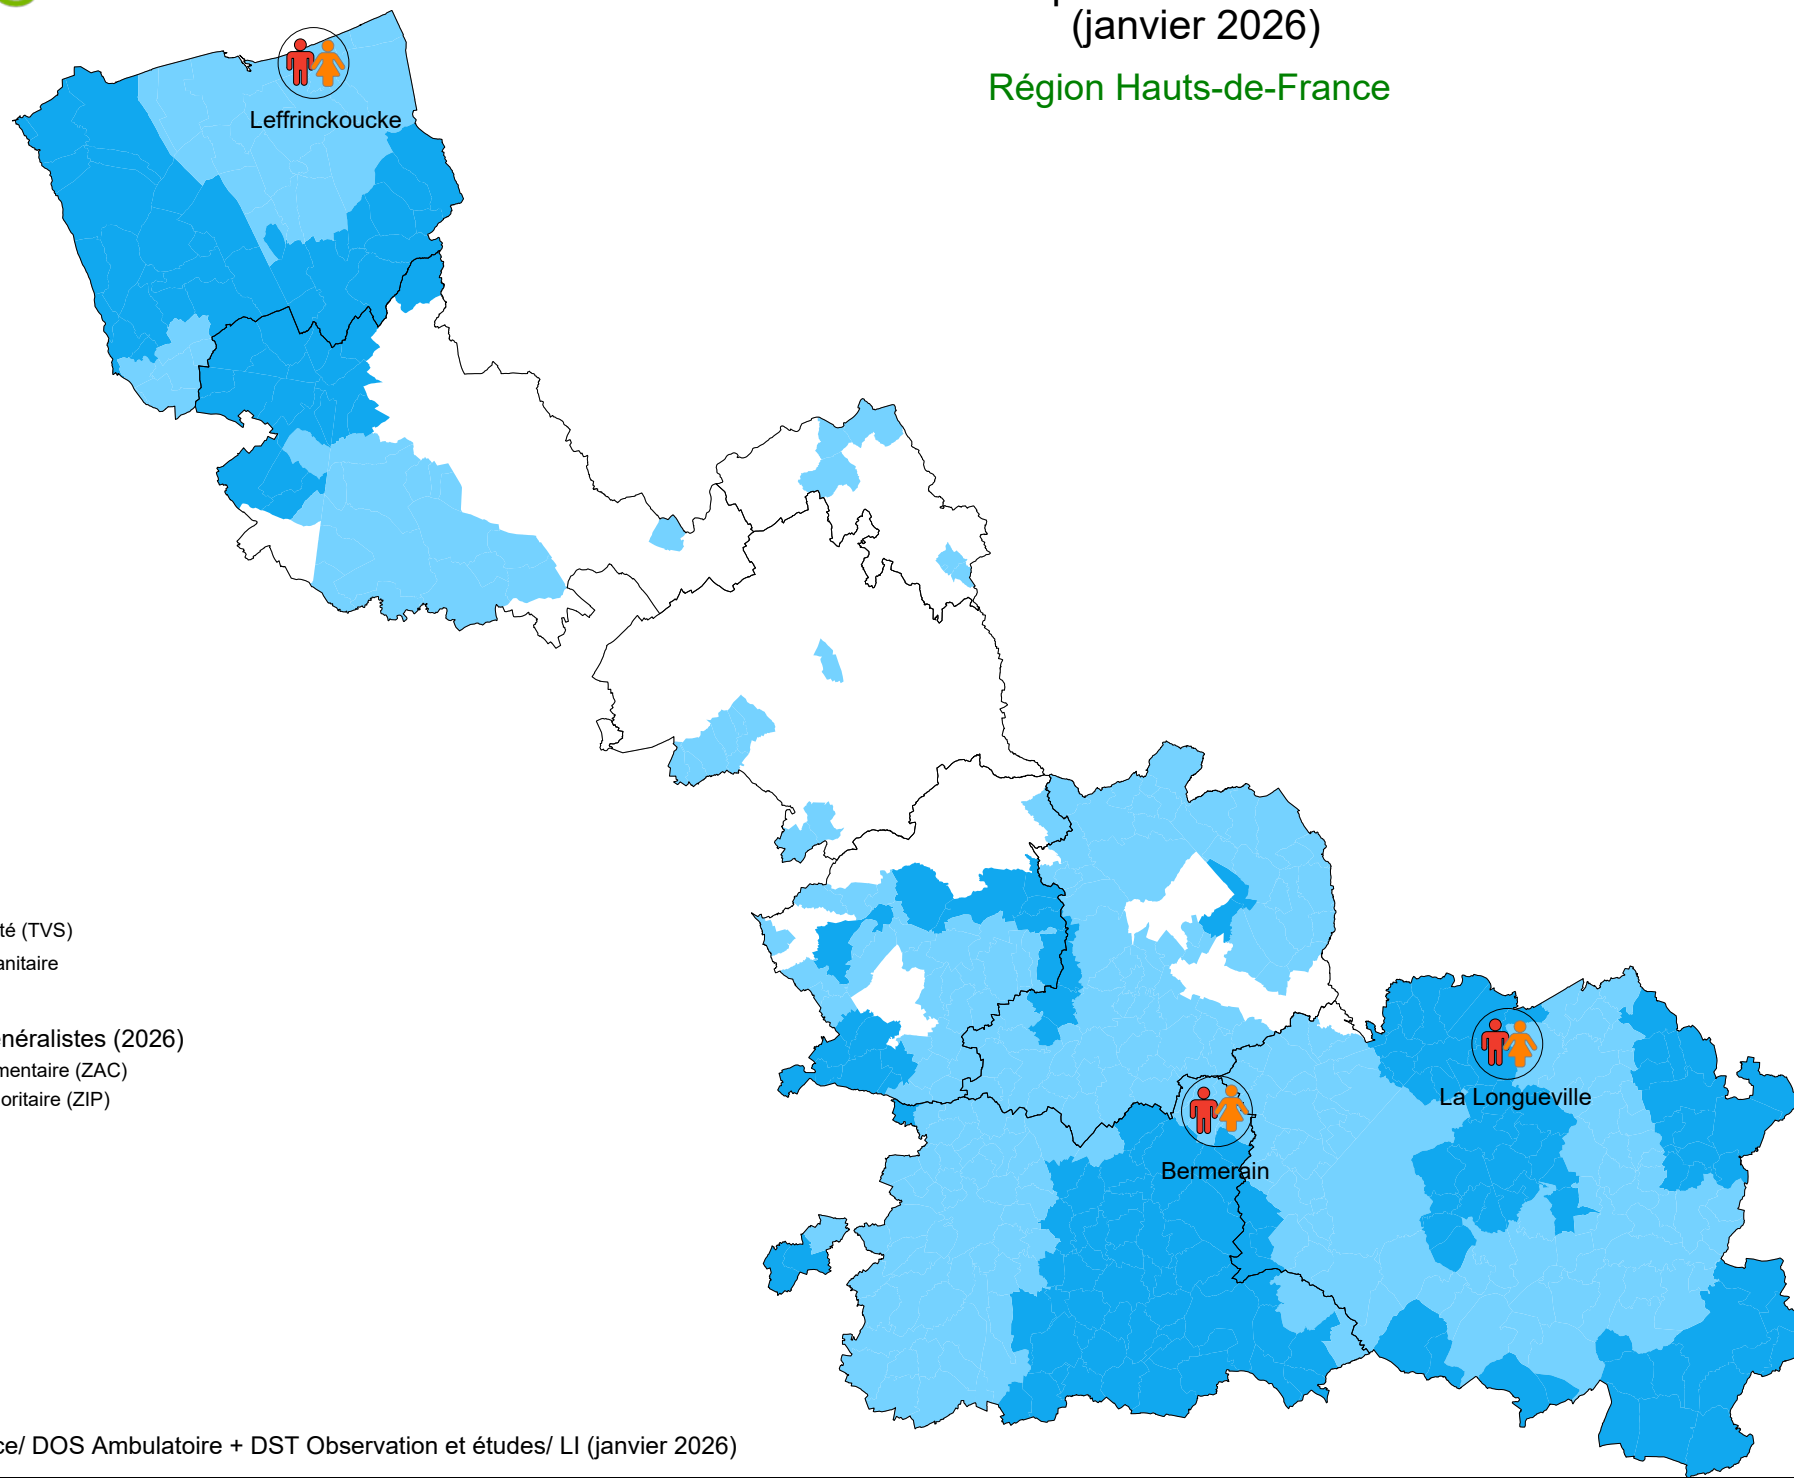 (janvier 2026)
Région Hauts-de-France
Leffrinckoucke
té (TVS)
anitaire
énéralistes (2026)
mentaire (ZAC)
oritaire (ZIP)
La Longueville
Bermerain
ce/ DOS Ambulatoire + DST Observation et études/ LI (janvier 2026)